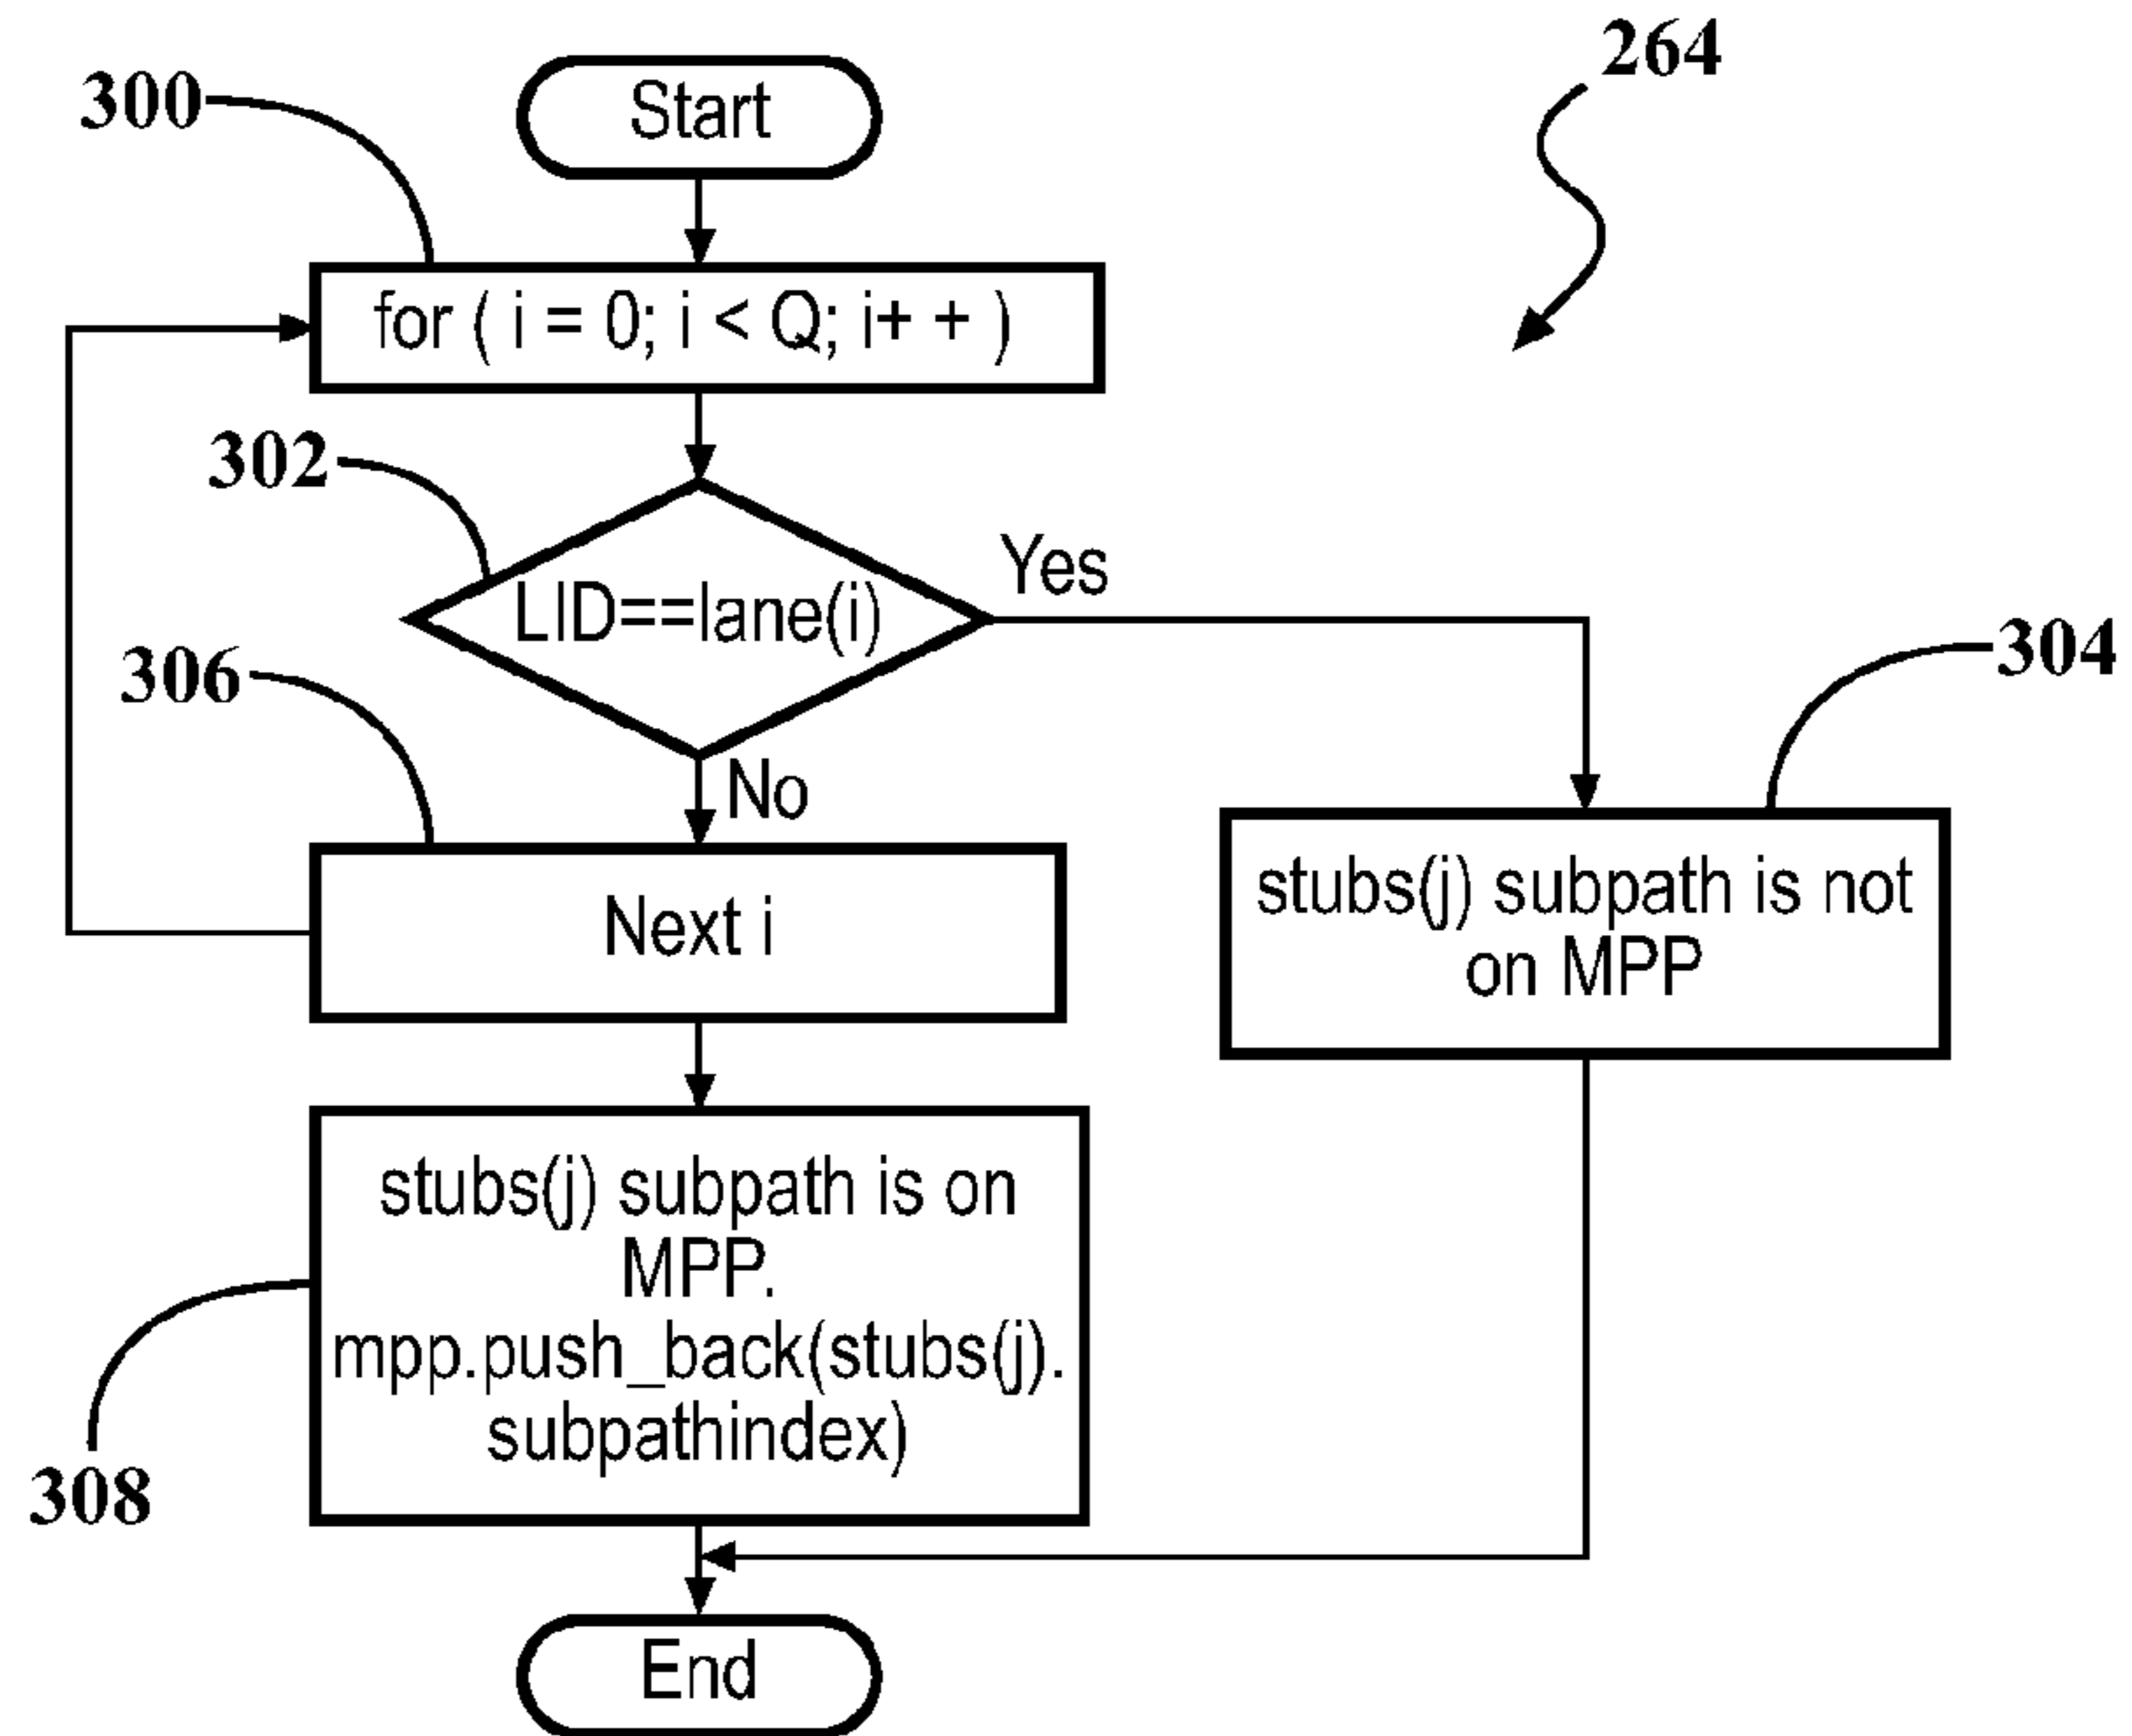 264
300
Start
for ( i = 0; i < Q; i+ + )
302
LID==lane(i)
Yes
No
304
306
Next i
stubs(j) subpath is not
on MPP
stubs(j) subpath is on
MPP.
mpp.push_back(stubs(j).
subpathindex)
308
End